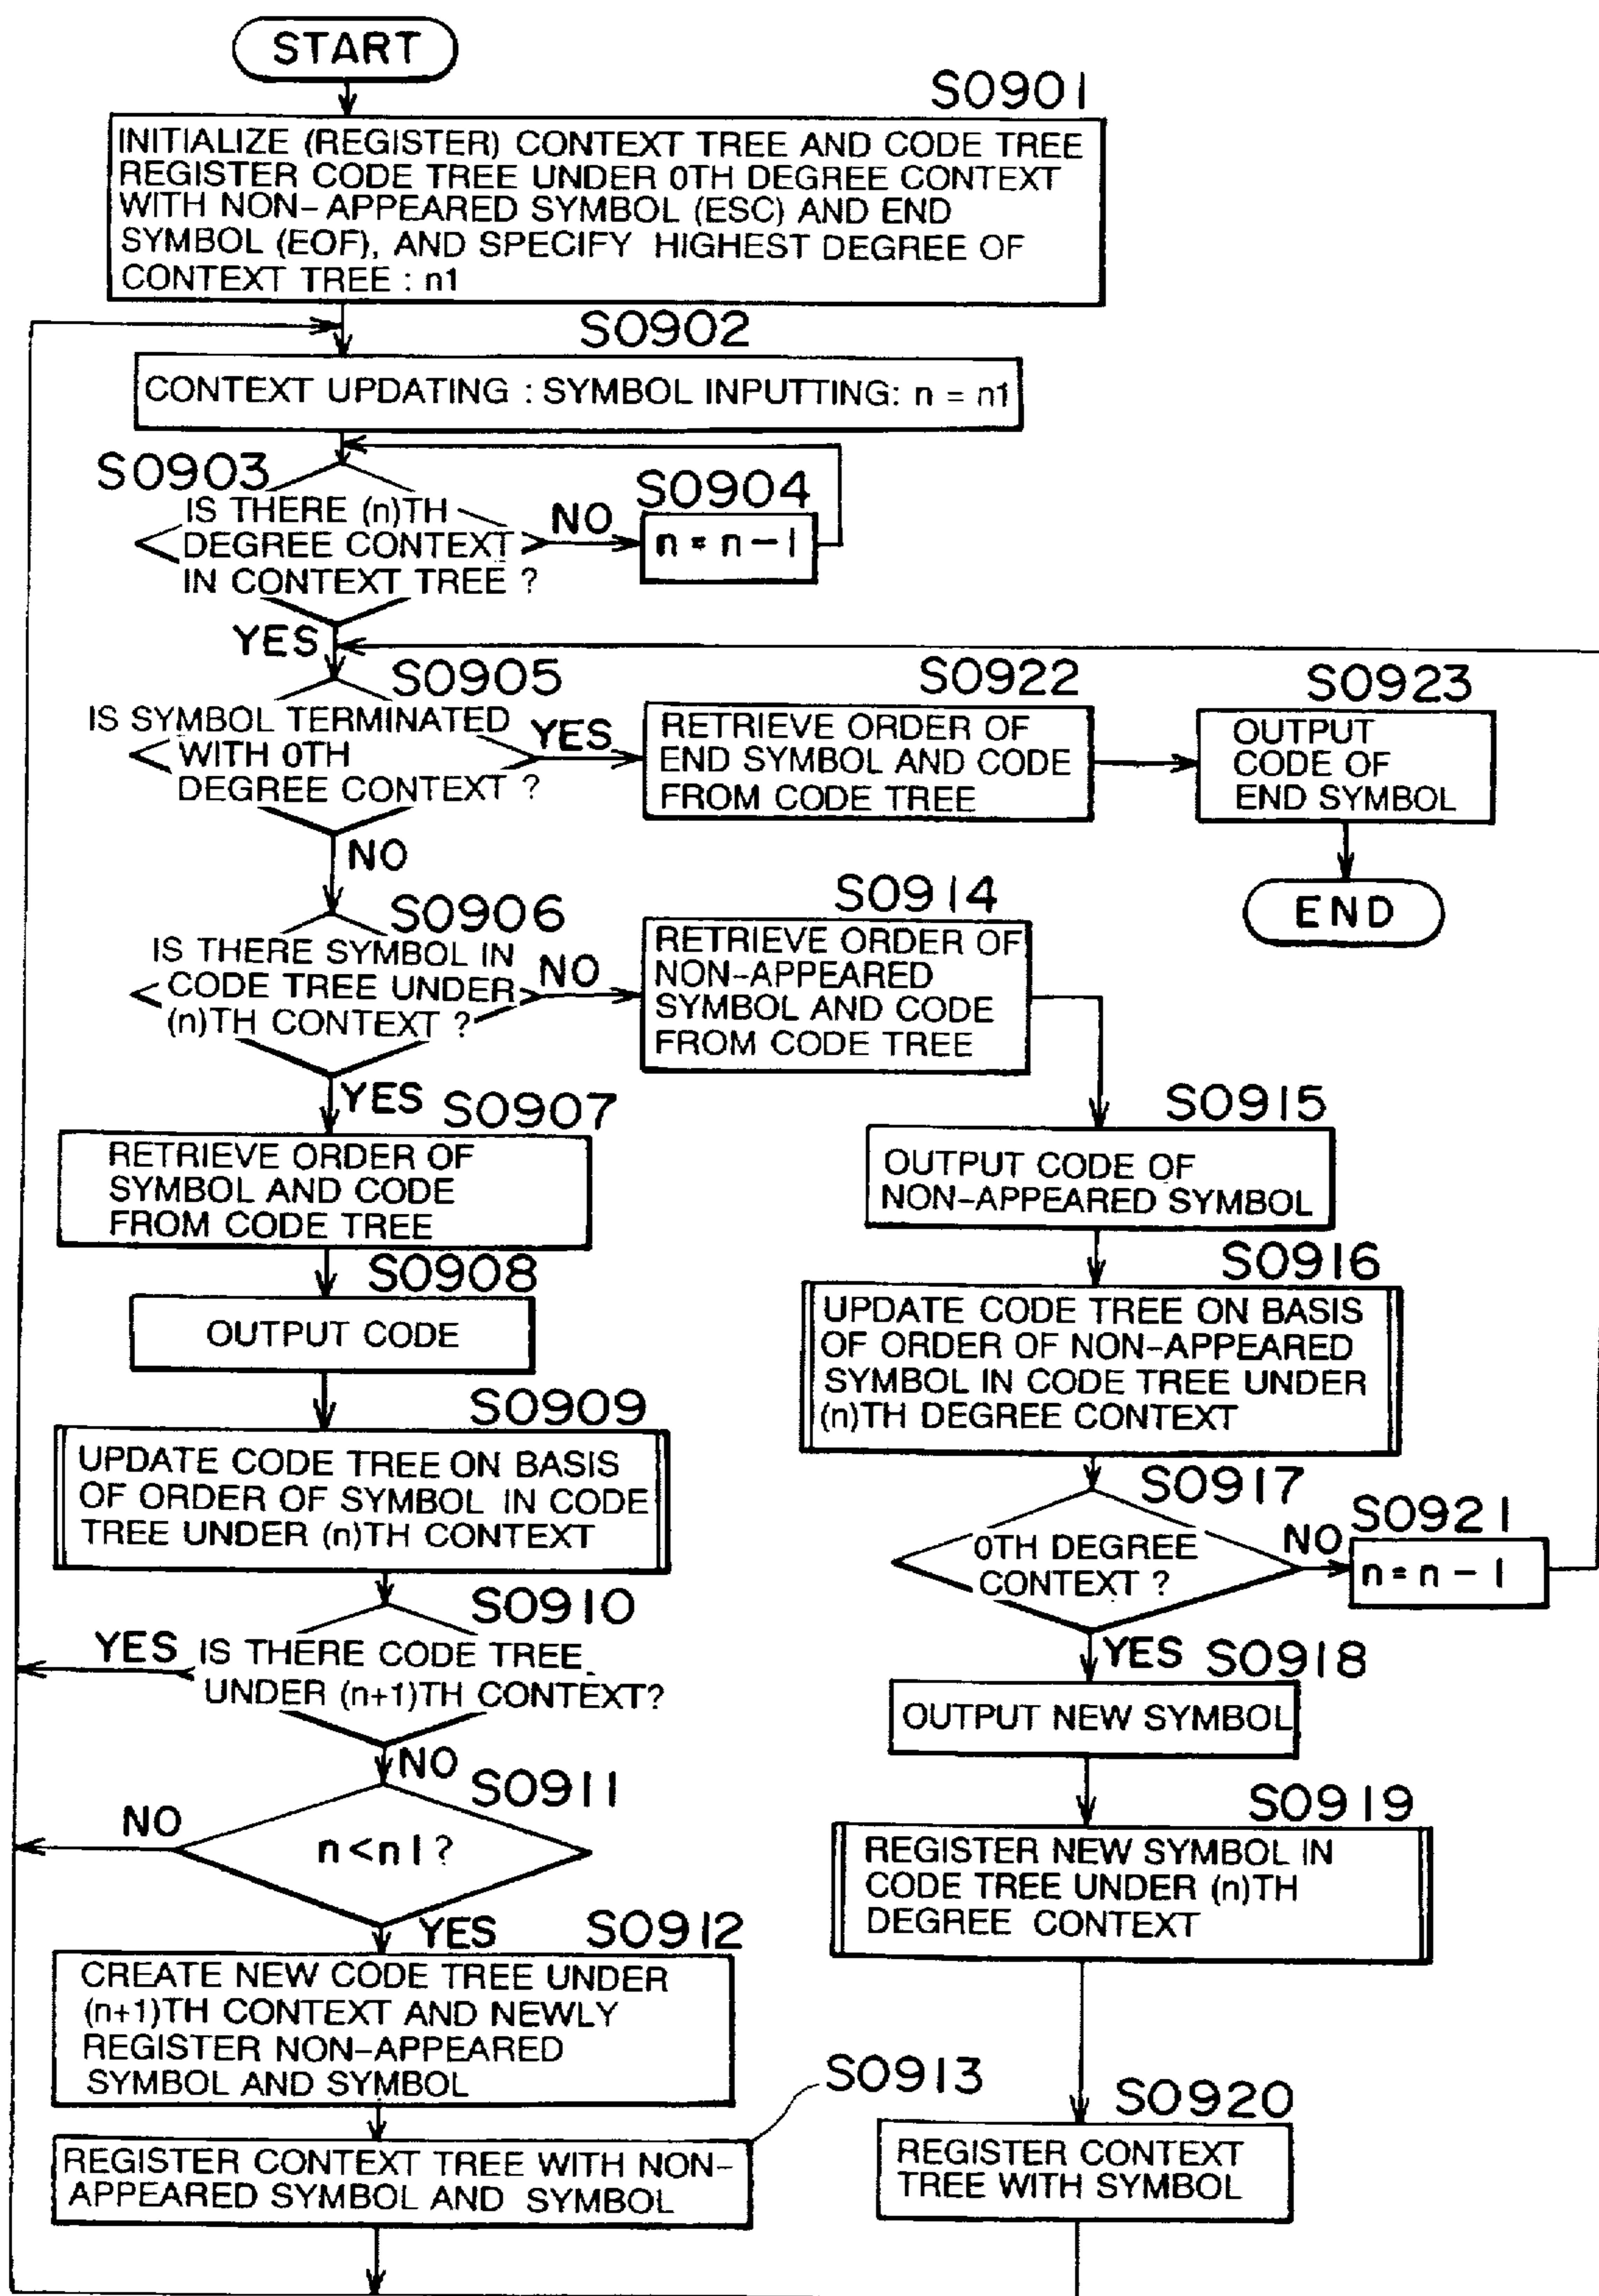 START
S0901
INITIALIZE (REGISTER) CONTEXT TREE AND CODE TREE
REGISTER CODE TREE UNDER 0TH DEGREE CONTEXT
WITH NON-APPEARED SYMBOL (ESC) AND END
SYMBOL (EOF), AND SPECIFY HIGHEST DEGREE OF
CONTEXT TREE : n1
S0902
CONTEXT UPDATING : SYMBOL INPUTTING: n = n1
S0903
IS THERE (n)TH
DEGREE CONTEXT
IN CONTEXT TREE ?
NO
S0904
n = n - 1
YES
S0905
IS SYMBOL TERMINATED
WITH 0TH
DEGREE CONTEXT ?
YES
S0922
RETRIEVE ORDER OF
END SYMBOL AND CODE
FROM CODE TREE
S0923
OUTPUT
CODE OF
END SYMBOL
END
NO
S0906
IS THERE SYMBOL IN
CODE TREE UNDER
(n)TH CONTEXT ?
NO
S0914
RETRIEVE ORDER OF
NON-APPEARED
SYMBOL AND CODE
FROM CODE TREE
YES
S0907
RETRIEVE ORDER OF
SYMBOL AND CODE
FROM CODE TREE
S0908
OUTPUT CODE
S0909
UPDATE CODE TREE ON BASIS
OF ORDER OF SYMBOL IN CODE
TREE UNDER (n)TH CONTEXT
S0910
YES
IS THERE CODE TREE
UNDER (n+1)TH CONTEXT?
NO
S0911
NO
n < n1 ?
YES
S0912
CREATE NEW CODE TREE UNDER
(n+1)TH CONTEXT AND NEWLY
REGISTER NON-APPEARED
SYMBOL AND SYMBOL
S0913
REGISTER CONTEXT TREE WITH NON-
APPEARED SYMBOL AND SYMBOL
S0915
OUTPUT CODE OF
NON-APPEARED SYMBOL
S0916
UPDATE CODE TREE ON BASIS
OF ORDER OF NON-APPEARED
SYMBOL IN CODE TREE UNDER
(n)TH DEGREE CONTEXT
S0917
0TH DEGREE
CONTEXT ?
NO
S0921
n = n - 1
YES
S0918
OUTPUT NEW SYMBOL
S0919
REGISTER NEW SYMBOL IN
CODE TREE UNDER (n)TH
DEGREE CONTEXT
S0920
REGISTER CONTEXT
TREE WITH SYMBOL